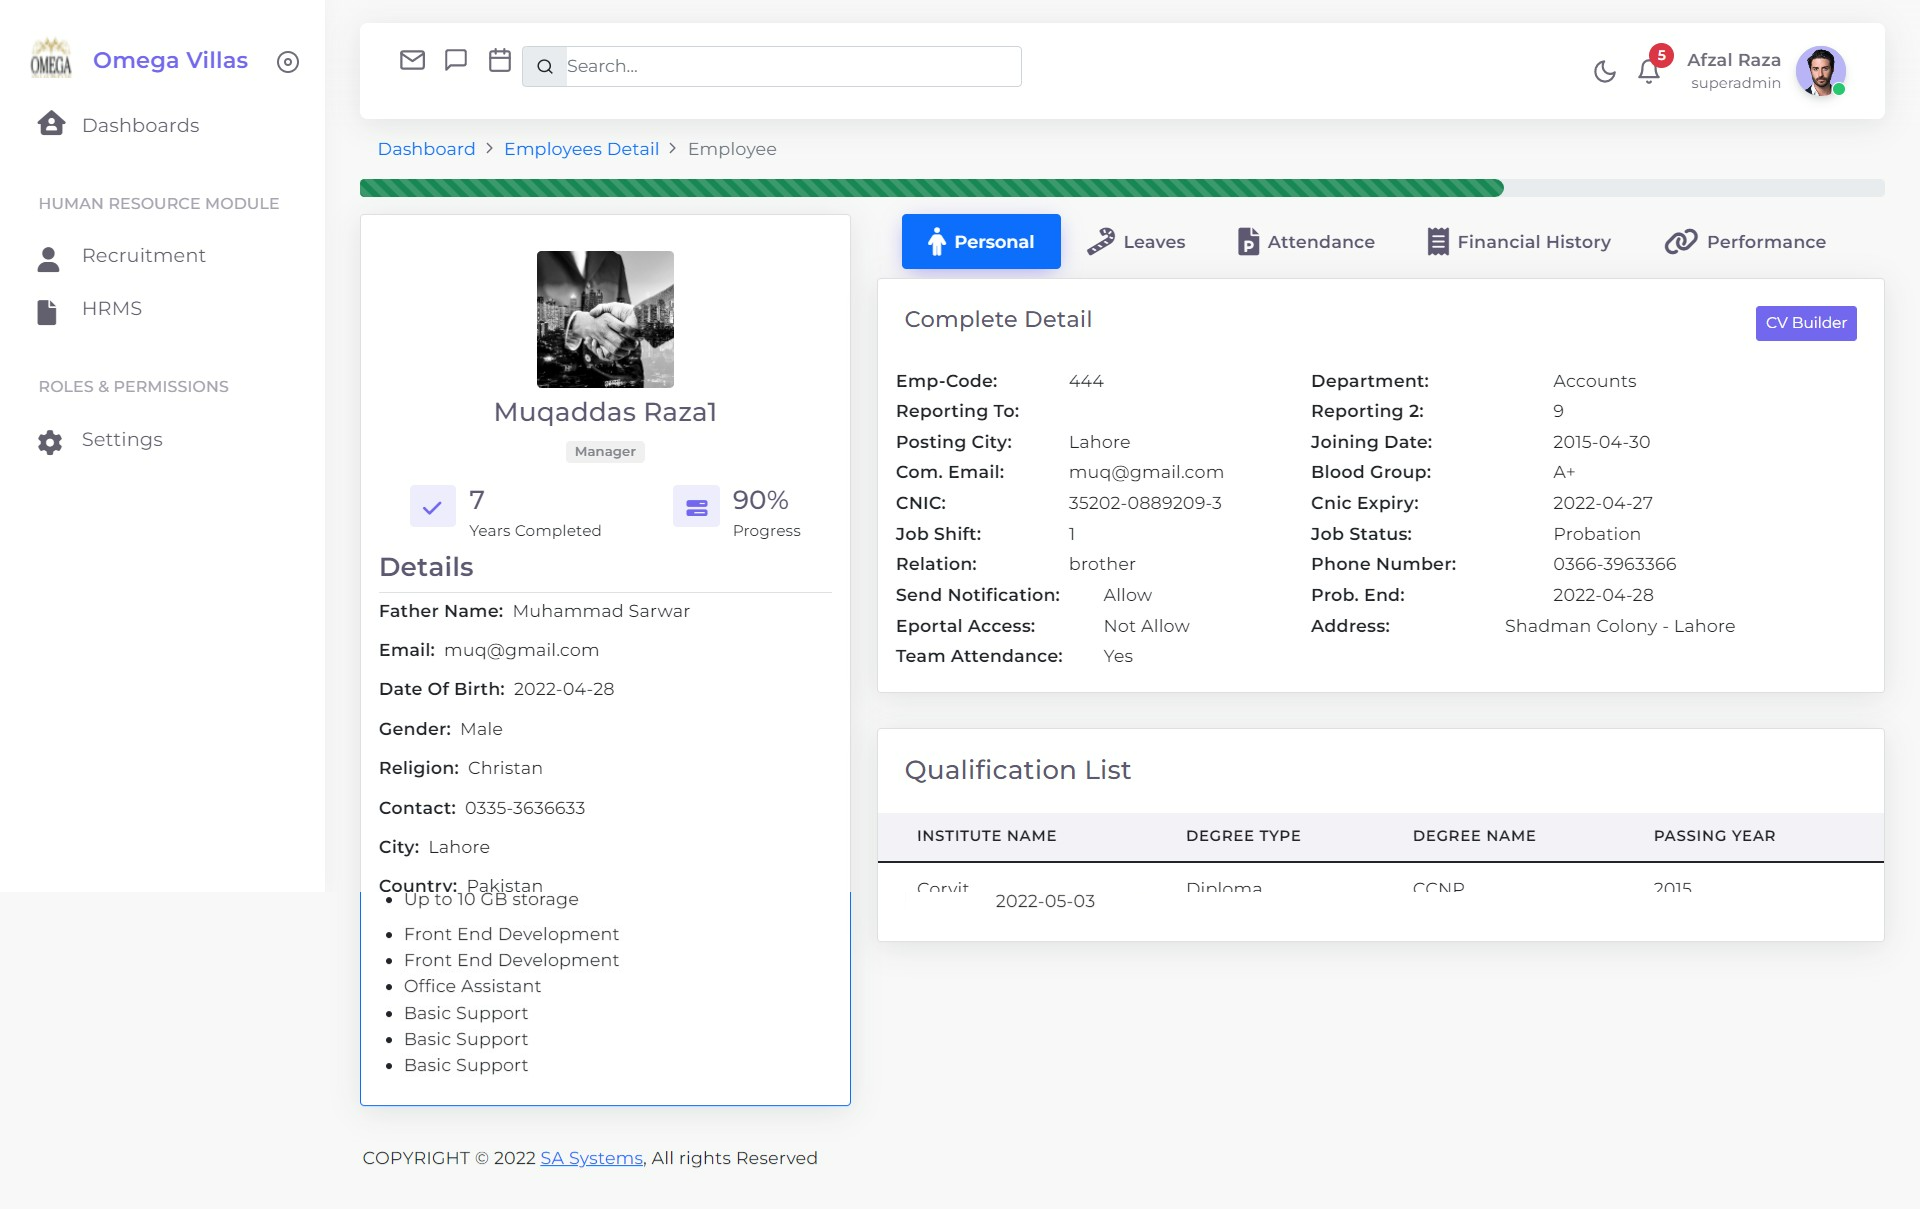 OMEGA
Omega Villas
Dashboards
HUMAN RESOURCE MODULE
Recruitment
HRMS
ROLES & PERMISSIONS
Settings
Search...
5
Afzal Raza
superadmin
Dashboard > Employees Detail > Employee
Muqaddas Raza1
Manager
7
Years Completed
90%
Progress
Details
Father Name: Muhammad Sarwar
Email: muq@gmail.com
Date Of Birth: 2022-04-28
Gender: Male
Religion: Christan
Contact: 0335-3636633
City: Lahore
Country: Pakistan
Up to 10 GB storage
Front End Development
Front End Development
Office Assistant
Basic Support
Basic Support
Basic Support
Personal Leaves Attendance Financial History Performance
Complete Detail
CV Builder
Emp-Code: 444 Department: Accounts
Reporting To: Reporting 2: 9
Posting City: Lahore Joining Date: 2015-04-30
Com. Email: muq@gmail.com Blood Group: A+
CNIC: 35202-0889209-3 Cnic Expiry: 2022-04-27
Job Shift: 1 Job Status: Probation
Relation: brother Phone Number: 0366-3963366
Send Notification: Allow Prob. End: 2022-04-28
Eportal Access: Not Allow Address: Shadman Colony - Lahore
Team Attendance: Yes
Qualification List
INSTITUTE NAME DEGREE TYPE DEGREE NAME PASSING YEAR
Corvit Diploma CCNP 2015
2022-05-03
COPYRIGHT © 2022 SA Systems, All rights Reserved